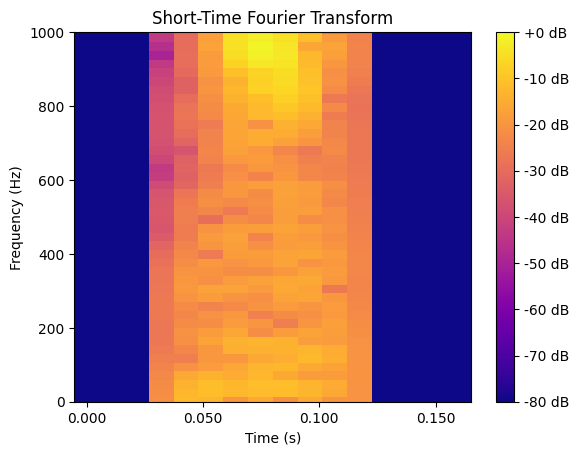 Short-Time Fourier Transform
1000
800
600
400
200
0
Frequency (Hz)
0.000
0.050
0.100
0.150
Time (s)
+0 dB
-10 dB
-20 dB
-30 dB
-40 dB
-50 dB
-60 dB
-70 dB
-80 dB